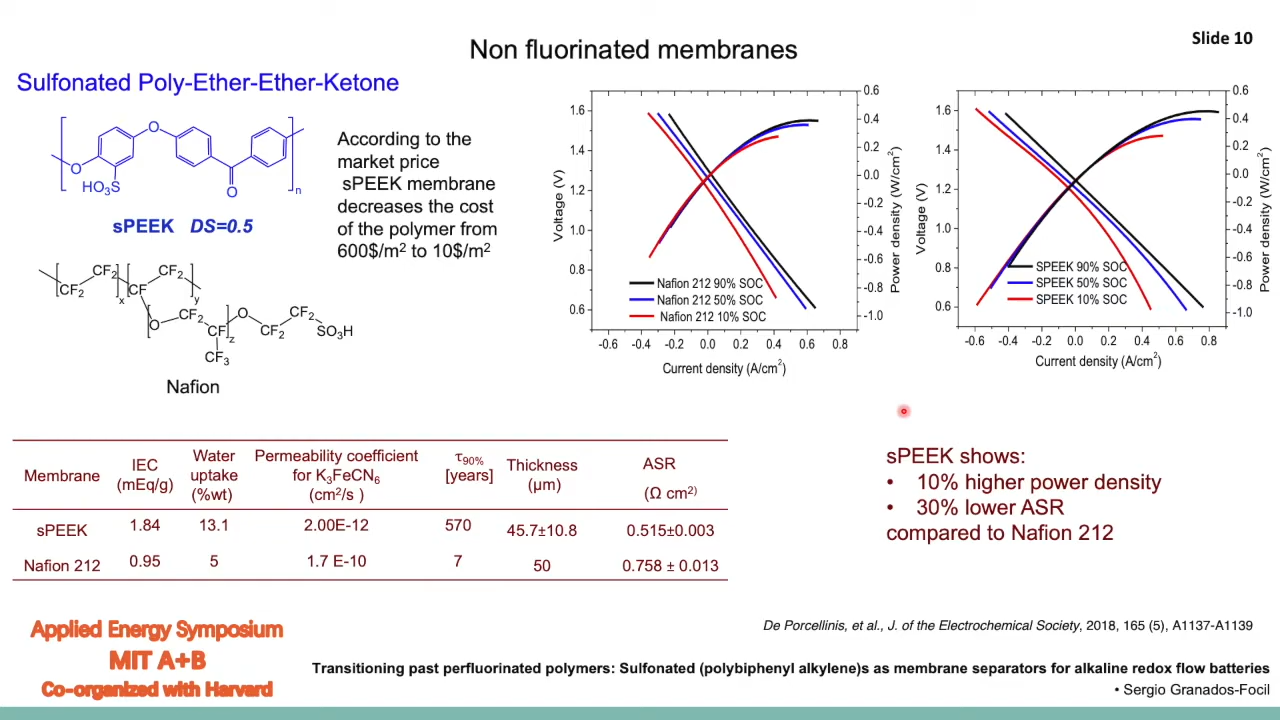 Slide 10
Non fluorinated membranes
Sulfonated Poly-Ether-Ether-Ketone
O
O
HO3S
O
n
sPEEK DS=0.5
According to the
market price
sPEEK membrane
decreases the cost
of the polymer from
600$/m2 to 10$/m2
CF2
CF2
x
CF
CF2
y
O
CF2
CF
z
CF3
O
CF2
CF2
SO3H
Nafion
Voltage (V)
1.6
1.4
1.2
1.0
0.8
0.6
0.6
0.4
0.2
0.0
-0.2
-0.4
-0.6
-0.8
-1.0
Power density (W/cm2)
Nafion 212 90% SOC
Nafion 212 50% SOC
Nafion 212 10% SOC
-0.6 -0.4 -0.2 0.0 0.2 0.4 0.6 0.8
Current density (A/cm2)
Voltage (V)
1.6
1.4
1.2
1.0
0.8
0.6
0.6
0.4
0.2
0.0
-0.2
-0.4
-0.6
-0.8
-1.0
Power density (W/cm2)
SPEEK 90% SOC
SPEEK 50% SOC
SPEEK 10% SOC
-0.6 -0.4 -0.2 0.0 0.2 0.4 0.6 0.8
Current density (A/cm2)
Membrane IEC (mEq/g) Water uptake (%wt) Permeability coefficient for K3FeCN6 (cm2/s ) τ90% [years] Thickness (μm) ASR (Ω cm2)
sPEEK 1.84 13.1 2.00E-12 570 45.7±10.8 0.515±0.003
Nafion 212 0.95 5 1.7 E-10 7 50 0.758 ± 0.013
sPEEK shows:
• 10% higher power density
• 30% lower ASR
compared to Nafion 212
De Porcellinis, et al., J. of the Electrochemical Society, 2018, 165 (5), A1137-A1139
Applied Energy Symposium
MIT A+B
Co-organized with Harvard
Transitioning past perfluorinated polymers: Sulfonated (polybiphenyl alkylene)s as membrane separators for alkaline redox flow batteries
• Sergio Granados-Focil